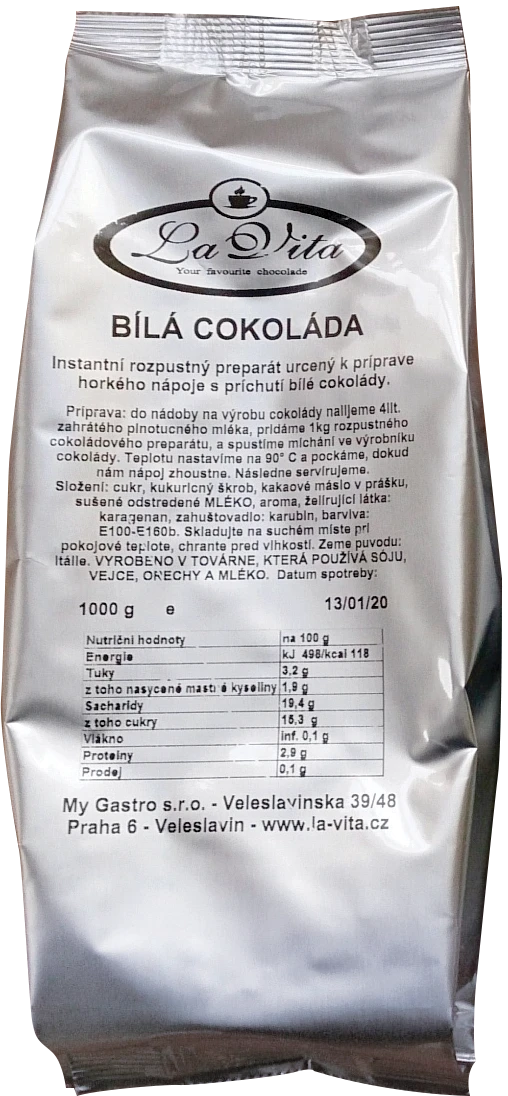 La Vita
Your favourite chocolade
BÍLÁ COKOLÁDA
Instantní rozpustný preparát urcený k príprave
horkého nápoje s príchutí bílé cokolády.
Príprava: do nádoby na výrobu cokolády nalijeme 4lit.
zahrátého plnotucného mléka, pridáme 1kg rozpustného
cokoládového preparátu, a spustíme míchání ve výrobníku
cokolády. Teplotu nastavíme na 90° C a pockáme, dokud
nám nápoj zhoustne. Následne servírujeme.
Složení: cukr, kukuricný škrob, kakaové máslo v prášku,
sušené odstredené MLÉKO, aroma, želírující látka:
karagenan, zahuštovadlo: karubin, barviva:
E100-E160b. Skladujte na suchém míste pri
pokojové teplote, chrante pred vlhkostí. Zeme puvodu:
Itálie. VYROBENO V TOVÁRNE, KTERÁ POUŽÍVÁ SÓJU,
VEJCE, ORECHY A MLÉKO. Datum spotreby:
1000 g e 13/01/20
Nutriční hodnoty na 100 g
Energie kJ 498/kcal 118
Tuky 3,2 g
z toho nasycené mastné kyseliny 1,9 g
Sacharidy 19,4 g
z toho cukry 15,3 g
Vlákno inf. 0,1 g
Proteiny 2,9 g
Prodej 0,1 g
My Gastro s.r.o. - Veleslavinska 39/48
Praha 6 - Veleslavin - www.la-vita.cz